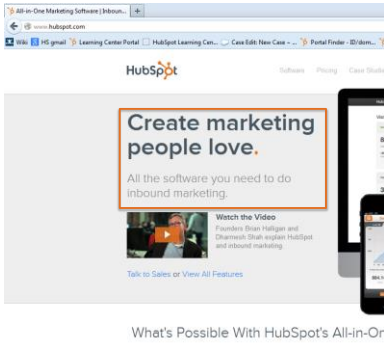 All-in-One Marketing Software | Inboun...
www.hubspot.com
Wiki HS gmail Learning Center Portal HubSpot Learning Cen... Case Edit: New Case ~ ... Portal Finder - ID/dom...
HubSpot
Software Pricing Case Studie
Create marketing
people love.
All the software you need to do
inbound marketing.
Watch the Video
Founders Brian Halligan and
Dharmesh Shah explain HubSpot
and inbound marketing.
Talk to Sales or View All Features
What's Possible With HubSpot's All-in-On